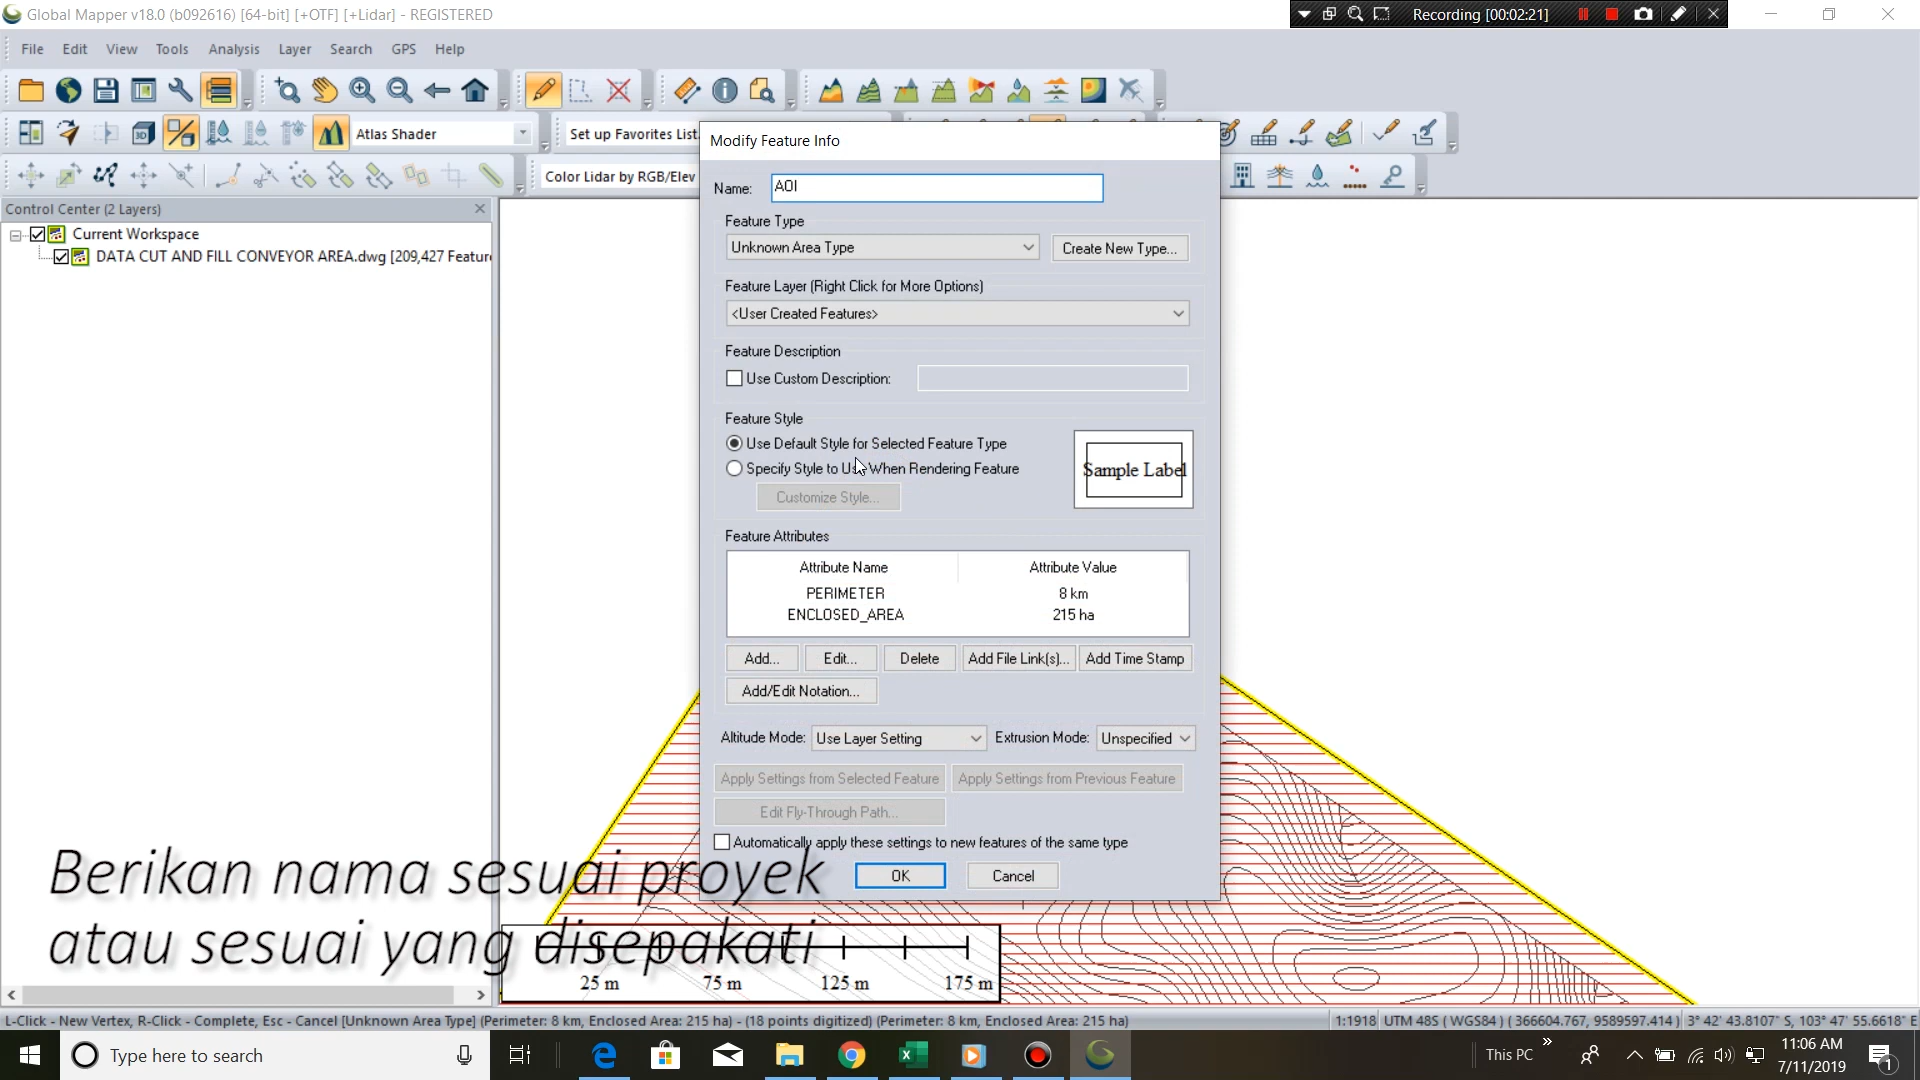 Global Mapper v18.0 (b092616) [64-bit] [+OTF] [+Lidar] - REGISTERED
Recording [00:02:21]
File Edit View Tools Analysis Layer Search GPS Help
Atlas Shader
Set up Favorites List
Color Lidar by RGB/Elev
Control Center (2 Layers)
Current Workspace
DATA CUT AND FILL CONVEYOR AREA.dwg [209,427 Feature
Modify Feature Info
Name: AOI
Feature Type
Unknown Area Type
Create New Type...
Feature Layer (Right Click for More Options)
<User Created Features>
Feature Description
Use Custom Description:
Feature Style
Use Default Style for Selected Feature Type
Specify Style to Use When Rendering Feature
Customize Style...
Sample Label
Feature Attributes
Attribute Name Attribute Value
PERIMETER 8 km
ENCLOSED_AREA 215 ha
Add... Edit... Delete Add File Link(s)... Add Time Stamp
Add/Edit Notation...
Altitude Mode: Use Layer Setting Extrusion Mode: Unspecified
Apply Settings from Selected Feature Apply Settings from Previous Feature
Edit Fly-Through Path...
Automatically apply these settings to new features of the same type
OK Cancel
Berikan nama sesuai proyek
atau sesuai yang disepakati
25 m 75 m 125 m 175 m
L-Click - New Vertex, R-Click - Complete, Esc - Cancel [Unknown Area Type] (Perimeter: 8 km, Enclosed Area: 215 ha) - (18 points digitized) (Perimeter: 8 km, Enclosed Area: 215 ha)
1:1918 UTM 48S ( WGS84 ) ( 366604.767, 9589597.414 ) 3° 42' 43.8107" S, 103° 47' 55.6618" E
Type here to search
This PC
11:06 AM
7/11/2019
1